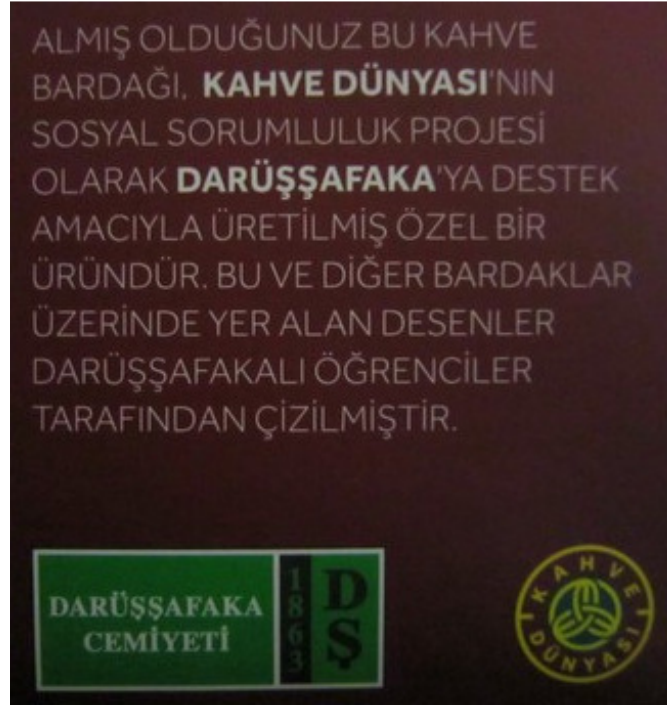 ALMIŞ OLDUĞUNUZ BU KAHVE
BARDAĞI, KAHVE DÜNYASI'NIN
SOSYAL SORUMLULUK PROJESİ
OLARAK DARÜŞŞAFAKA'YA DESTEK
AMACIYLA ÜRETİLMİŞ ÖZEL BİR
ÜRÜNDÜR. BU VE DİĞER BARDAKLAR
ÜZERİNDE YER ALAN DESENLER
DARÜŞŞAFAKALI ÖĞRENCİLER
TARAFINDAN ÇİZİLMİŞTİR.
DARÜŞŞAFAKA
CEMİYETİ
1863
DŞ
KAHVE
DÜNYASI